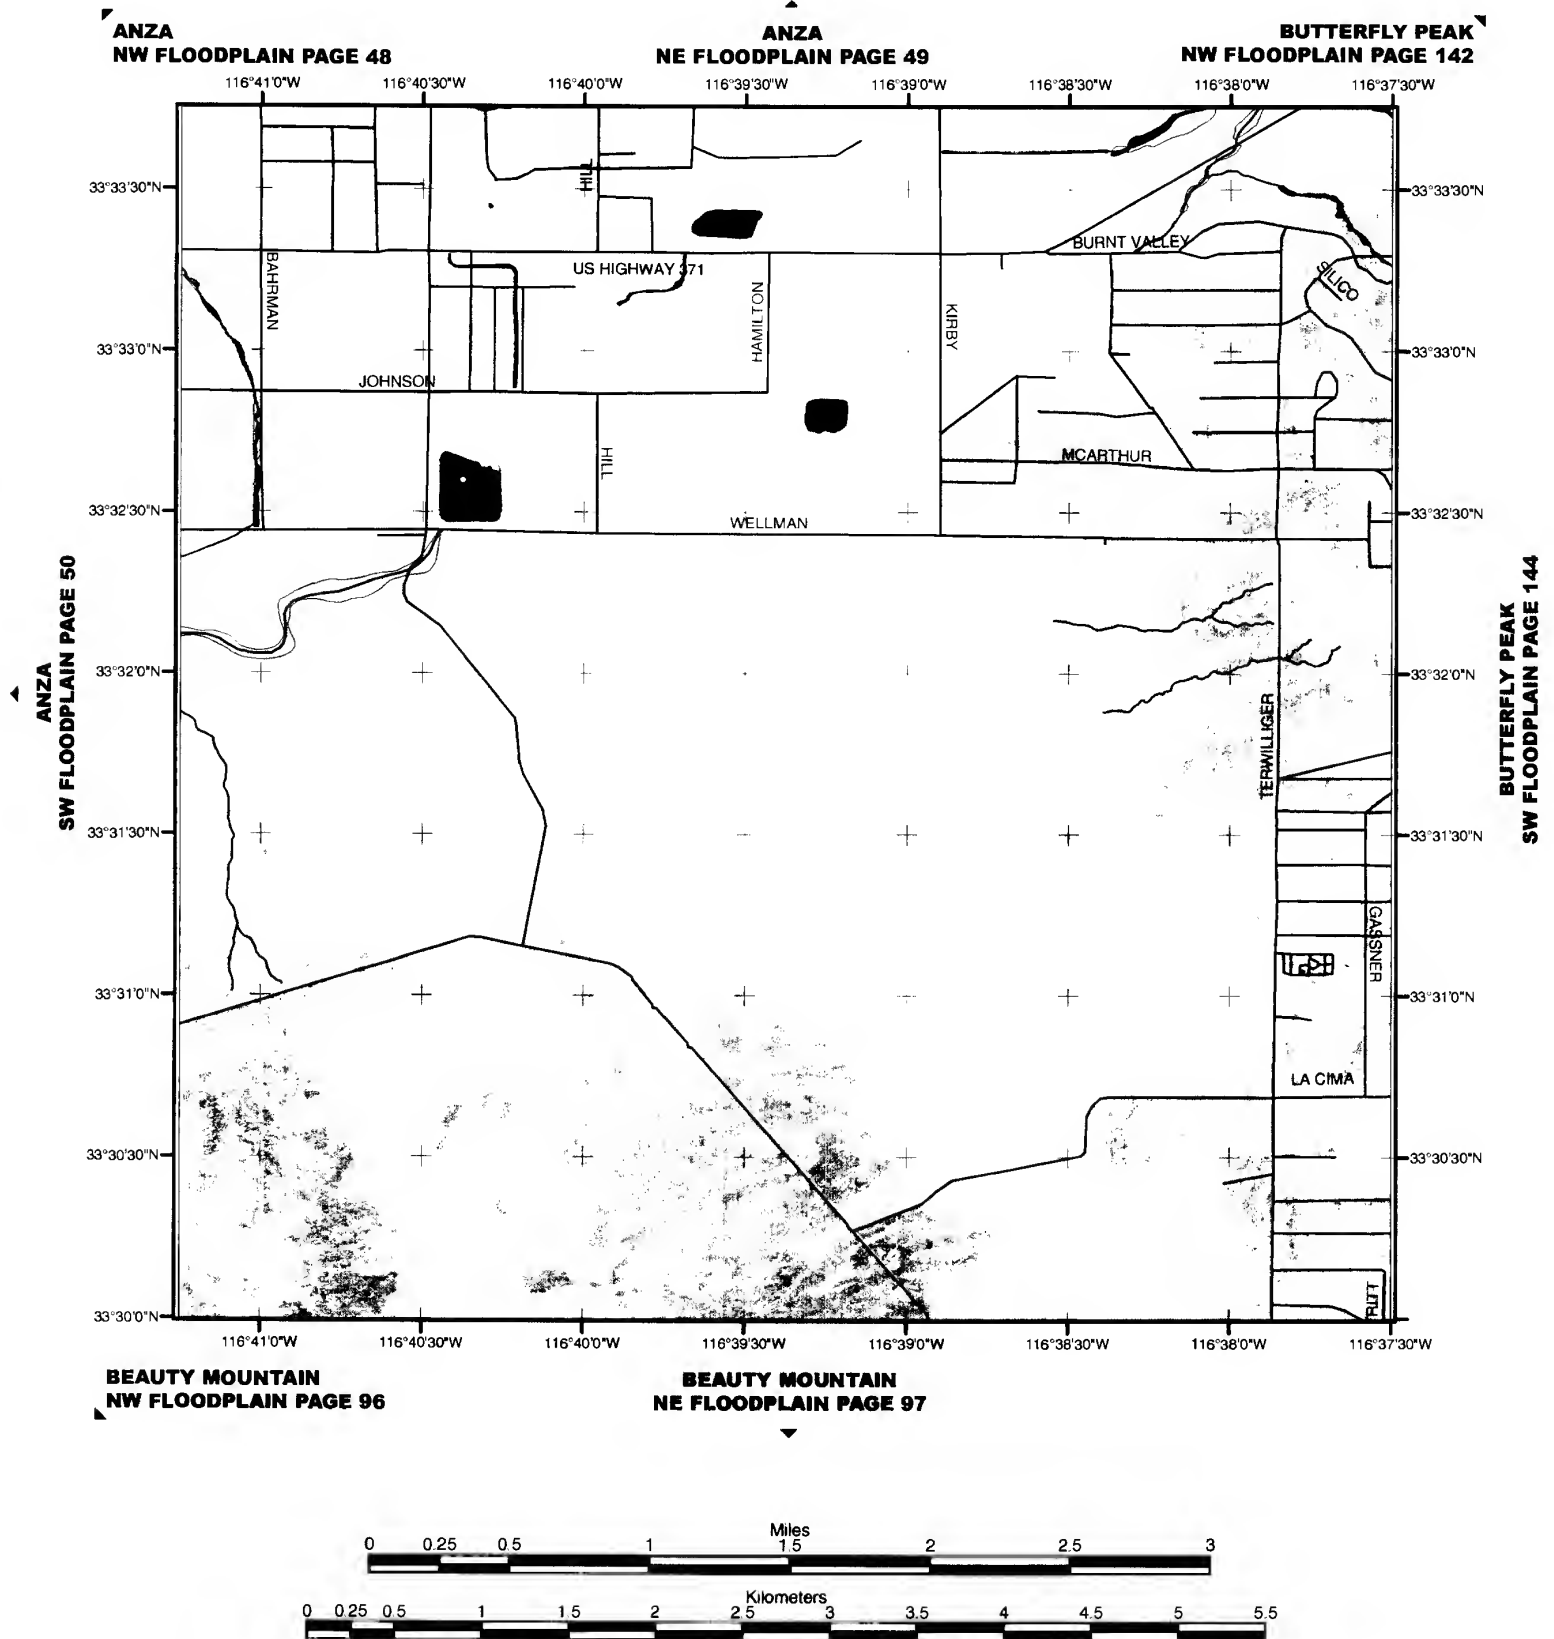 ANZA
NW FLOODPLAIN PAGE 48
ANZA
NE FLOODPLAIN PAGE 49
BUTTERFLY PEAK
NW FLOODPLAIN PAGE 142
116°41'0"W 116°40'30"W 116°40'0"W 116°39'30"W 116°39'0"W 116°38'30"W 116°38'0"W 116°37'30"W
HILL
33°33'30"N 33°33'30"N
BURNT VALLEY
BAHRMAN
US HIGHWAY 371
SILICO
HAMILTON
KIRBY
33°33'0"N 33°33'0"N
JOHNSON
HILL
MCARTHUR
33°32'30"N 33°32'30"N
WELLMAN
ANZA
SW FLOODPLAIN PAGE 50
BUTTERFLY PEAK
SW FLOODPLAIN PAGE 144
33°32'0"N 33°32'0"N
TERWILLIGER
33°31'30"N 33°31'30"N
GASSNER
33°31'0"N 33°31'0"N
LA CIMA
33°30'30"N 33°30'30"N
33°30'0"N
116°41'0"W 116°40'30"W 116°40'0"W 116°39'30"W 116°39'0"W 116°38'30"W 116°38'0"W 116°37'30"W
BEAUTY MOUNTAIN
NW FLOODPLAIN PAGE 96
BEAUTY MOUNTAIN
NE FLOODPLAIN PAGE 97
Miles
0 0.25 0.5 1 1.5 2 2.5 3
Kilometers
0 0.25 0.5 1 1.5 2 2.5 3 3.5 4 4.5 5 5.5